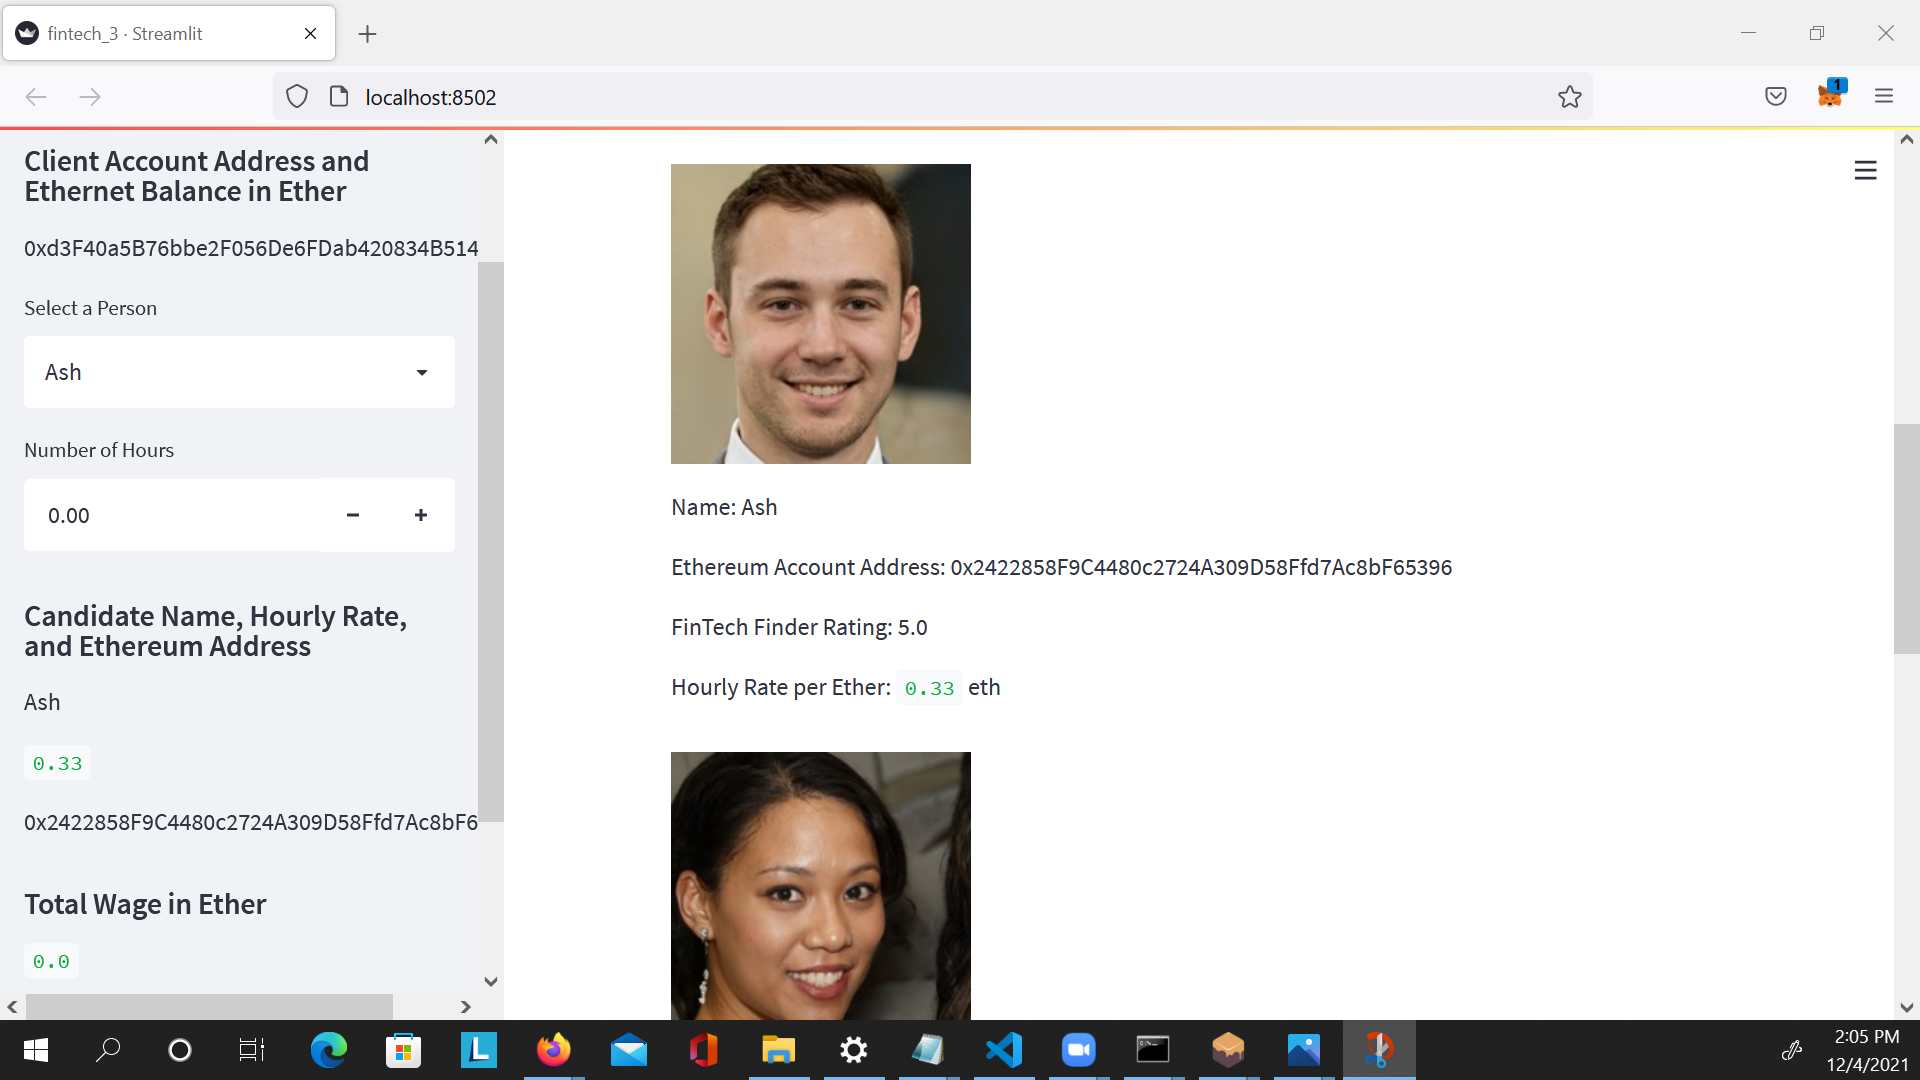 fintech_3 · Streamlit
localhost:8502
1
Client Account Address and
Ethernet Balance in Ether
0xd3F40a5B76bbe2F056De6FDab420834B514
Select a Person
Ash
Number of Hours
0.00
Candidate Name, Hourly Rate,
and Ethereum Address
Ash
0.33
0x2422858F9C4480c2724A309D58Ffd7Ac8bF6
Total Wage in Ether
0.0
Name: Ash
Ethereum Account Address: 0x2422858F9C4480c2724A309D58Ffd7Ac8bF65396
FinTech Finder Rating: 5.0
Hourly Rate per Ether: 0.33 eth
L
2:05 PM
12/4/2021